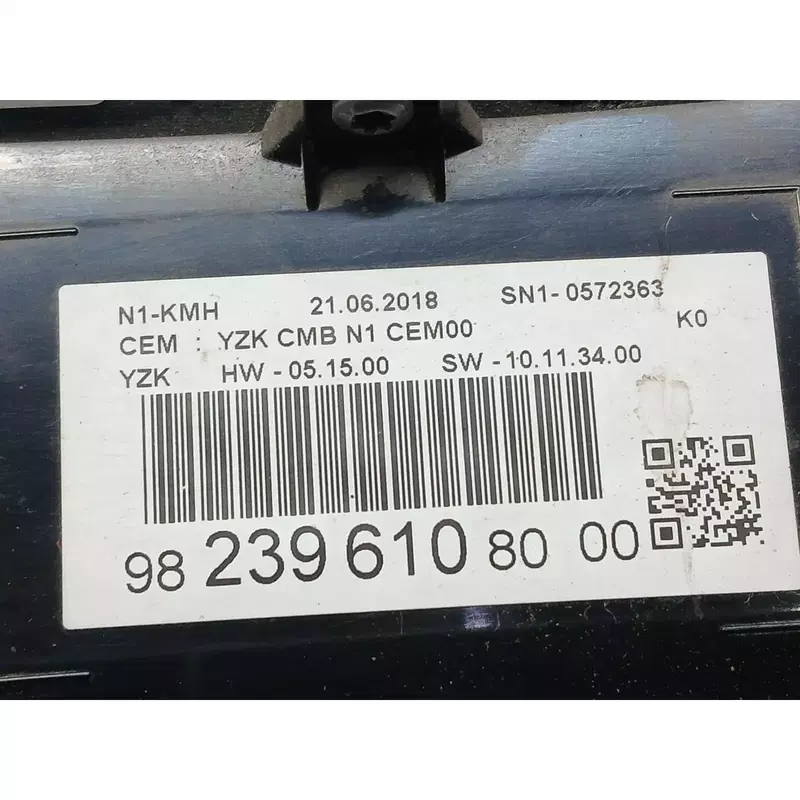 N1-KMH 21.06.2018 SN1-0572363
CEM : YZK CMB N1 CEM00 K0
YZK HW - 05.15.00 SW - 10.11.34.00
98 239 610 80 00